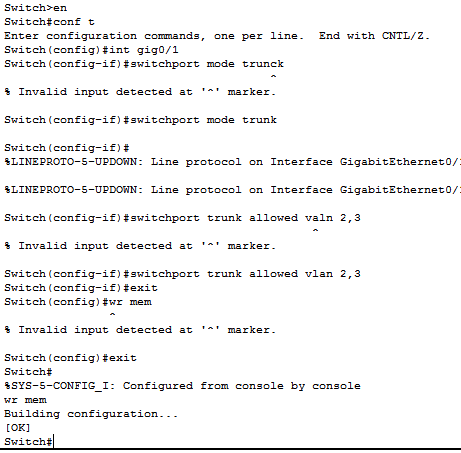 Switch>en
Switch#conf t
Enter configuration commands, one per line.  End with CNTL/Z.
Switch(config)#int gig0/1
Switch(config-if)#switchport mode trunck
^
% Invalid input detected at '^' marker.
Switch(config-if)#switchport mode trunk
Switch(config-if)#
%LINEPROTO-5-UPDOWN: Line protocol on Interface GigabitEthernet0/
%LINEPROTO-5-UPDOWN: Line protocol on Interface GigabitEthernet0/
Switch(config-if)#switchport trunk allowed valn 2,3
^
% Invalid input detected at '^' marker.
Switch(config-if)#switchport trunk allowed vlan 2,3
Switch(config-if)#exit
Switch(config)#wr mem
^
% Invalid input detected at '^' marker.
Switch(config)#exit
Switch#
%SYS-5-CONFIG_I: Configured from console by console
wr mem
Building configuration...
[OK]
Switch#